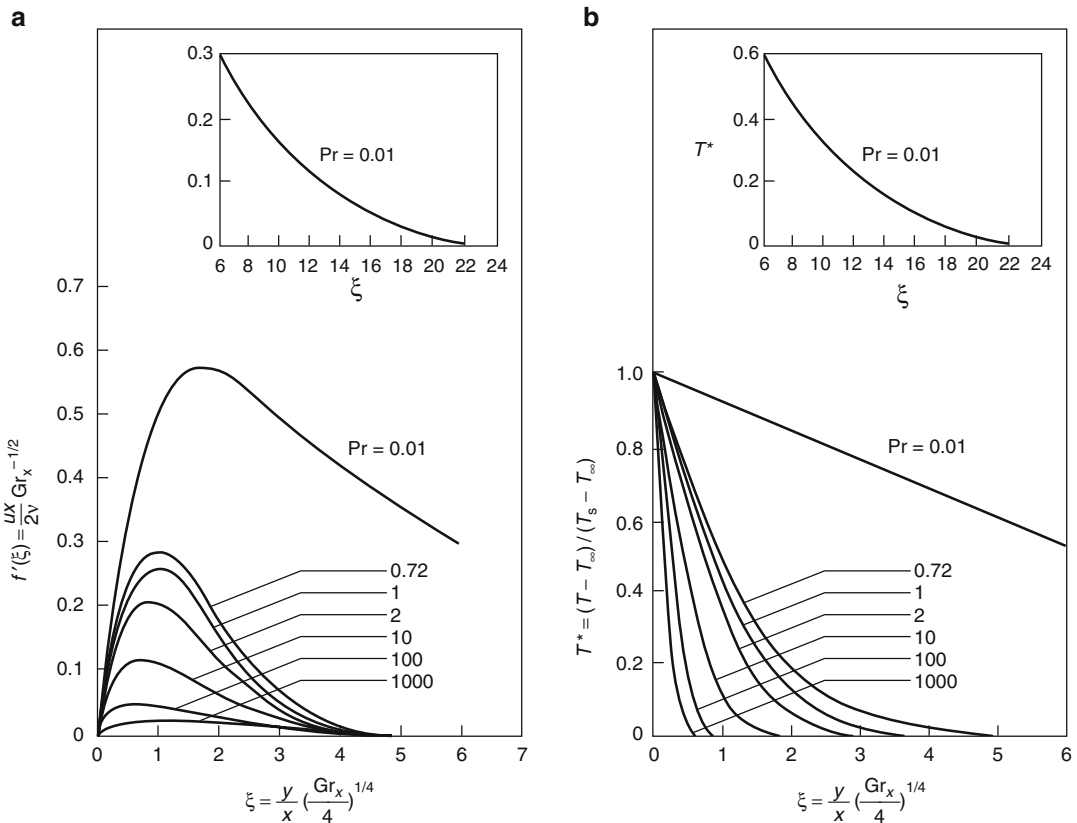 a
0.3
0.2
0.1
0
Pr = 0.01
6 8 10 12 14 16 18 20 22 24
ξ
0.7
0.6
0.5
0.4
0.3
0.2
0.1
0
f′(ξ) = ux/2ν Gr_x^−1/2
Pr = 0.01
0.72
1
2
10
100
1000
0 1 2 3 4 5 6 7
ξ = y/x (Gr_x/4)^1/4
b
0.6
0.4
0.2
0
T*
Pr = 0.01
6 8 10 12 14 16 18 20 22 24
ξ
1.0
0.8
0.6
0.4
0.2
0
T* = (T − T∞) / (Ts − T∞)
Pr = 0.01
0.72
1
2
10
100
1000
0 1 2 3 4 5 6
ξ = y/x (Gr_x/4)^1/4